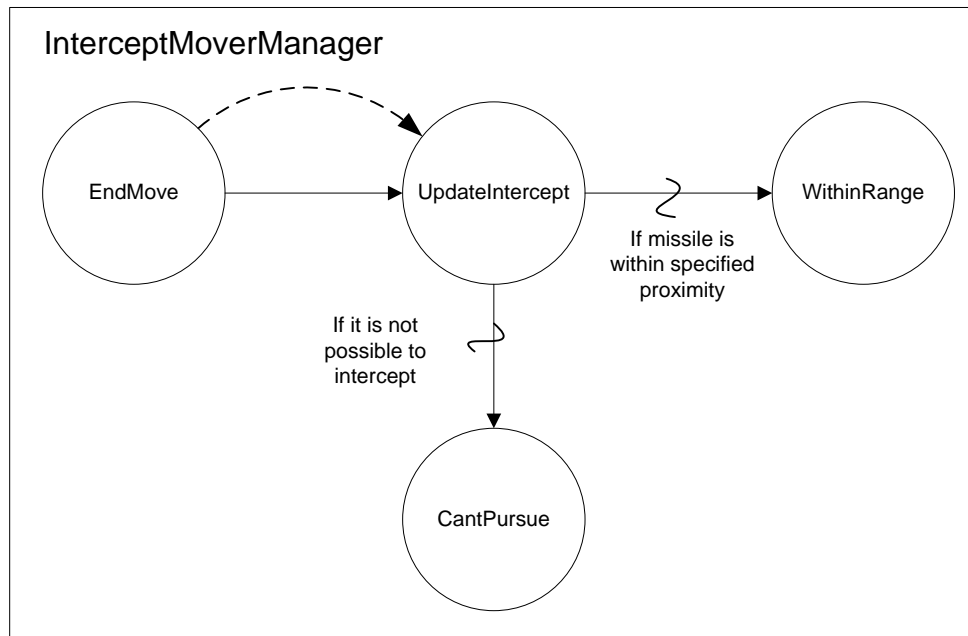 InterceptMoverManager
EndMove
UpdateIntercept
WithinRange
If missile is
within specified
proximity
If it is not
possible to
intercept
CantPursue